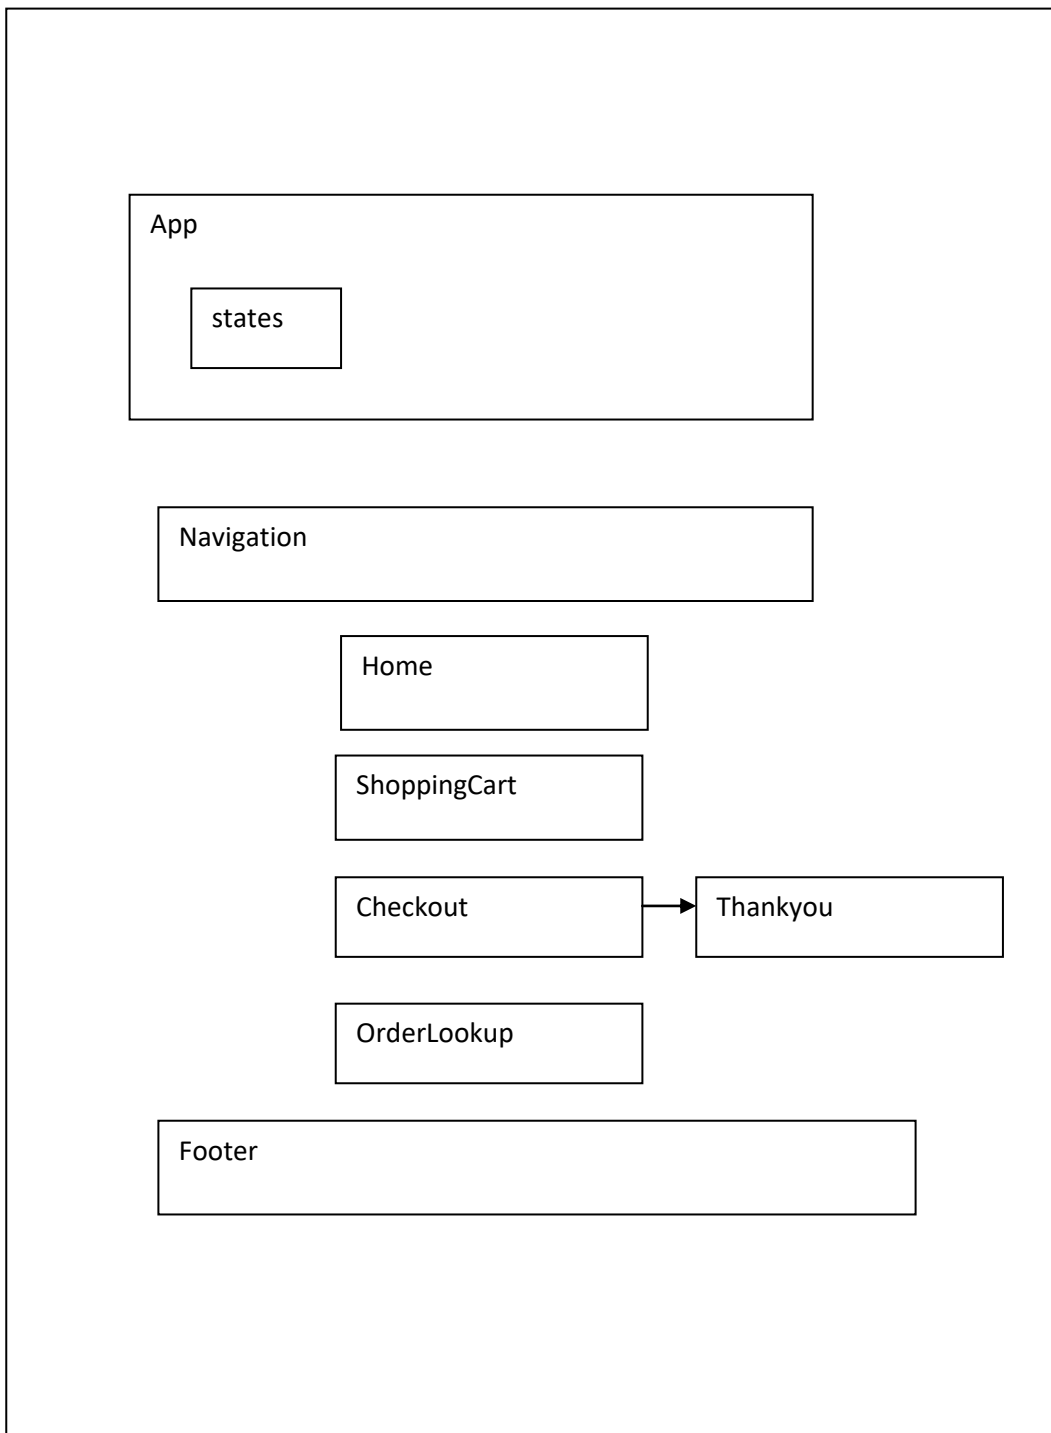 App
states
Navigation
Home
ShoppingCart
Checkout
Thankyou
OrderLookup
Footer